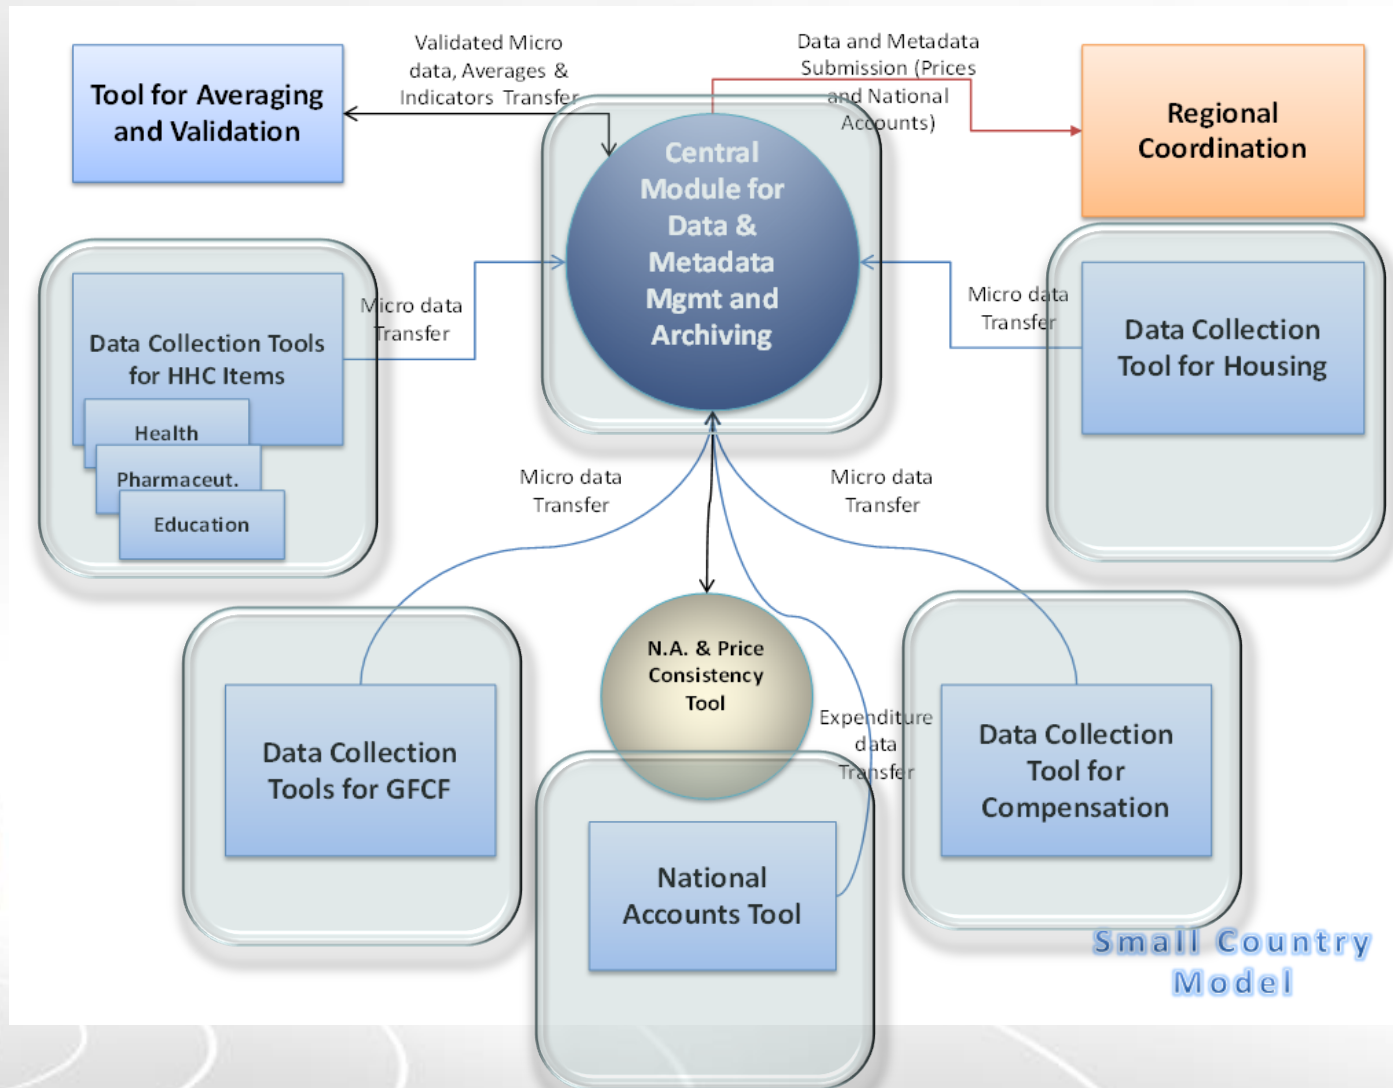 Validated Micro
data, Averages &
Indicators Transfer
Data and Metadata
Submission (Prices
and National
Accounts)
Tool for Averaging
and Validation
Regional
Coordination
Central
Module for
Data &
Metadata
Mgmt and
Archiving
Micro data
Transfer
Data Collection Tools
for HHC Items
Health
Pharmaceut.
Education
Micro data
Transfer
Data Collection
Tool for Housing
Micro data
Transfer
Micro data
Transfer
N.A. & Price
Consistency
Tool
Data Collection
Tools for GFCF
Expenditure
data
Transfer
Data Collection
Tool for
Compensation
National
Accounts Tool
Small Country
Model